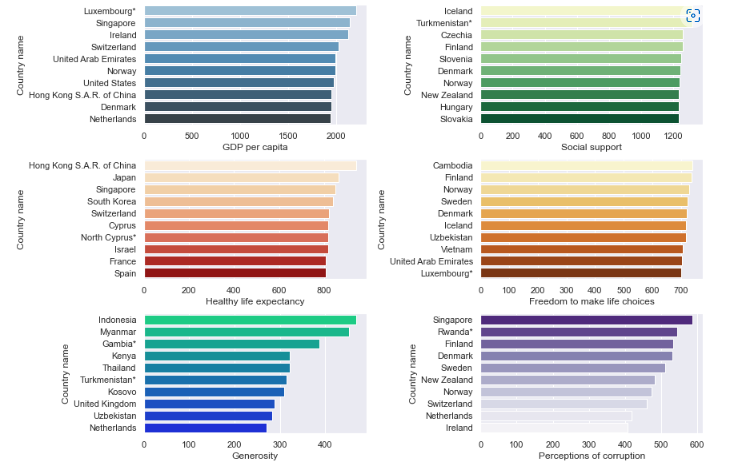 Luxembourg*
Singapore
Ireland
Switzerland
United Arab Emirates
Norway
United States
Hong Kong S.A.R. of China
Denmark
Netherlands
Country name
0 500 1000 1500 2000
GDP per capita
Iceland
Turkmenistan*
Czechia
Finland
Slovenia
Denmark
Norway
New Zealand
Hungary
Slovakia
Country name
0 200 400 600 800 1000 1200
Social support
Hong Kong S.A.R. of China
Japan
Singapore
South Korea
Switzerland
Cyprus
North Cyprus*
Israel
France
Spain
Country name
0 200 400 600 800
Healthy life expectancy
Cambodia
Finland
Norway
Sweden
Denmark
Iceland
Uzbekistan
Vietnam
United Arab Emirates
Luxembourg*
Country name
0 100 200 300 400 500 600 700
Freedom to make life choices
Indonesia
Myanmar
Gambia*
Kenya
Thailand
Turkmenistan*
Kosovo
United Kingdom
Uzbekistan
Netherlands
Country name
0 100 200 300 400
Generosity
Singapore
Rwanda*
Finland
Denmark
Sweden
New Zealand
Norway
Switzerland
Netherlands
Ireland
Country name
0 100 200 300 400 500 600
Perceptions of corruption